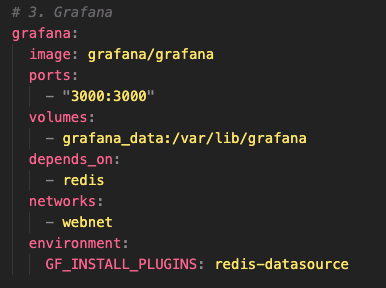 # 3. Grafana
grafana:
  image: grafana/grafana
  ports:
    - "3000:3000"
  volumes:
    - grafana_data:/var/lib/grafana
  depends_on:
    - redis
  networks:
    - webnet
  environment:
    GF_INSTALL_PLUGINS: redis-datasource